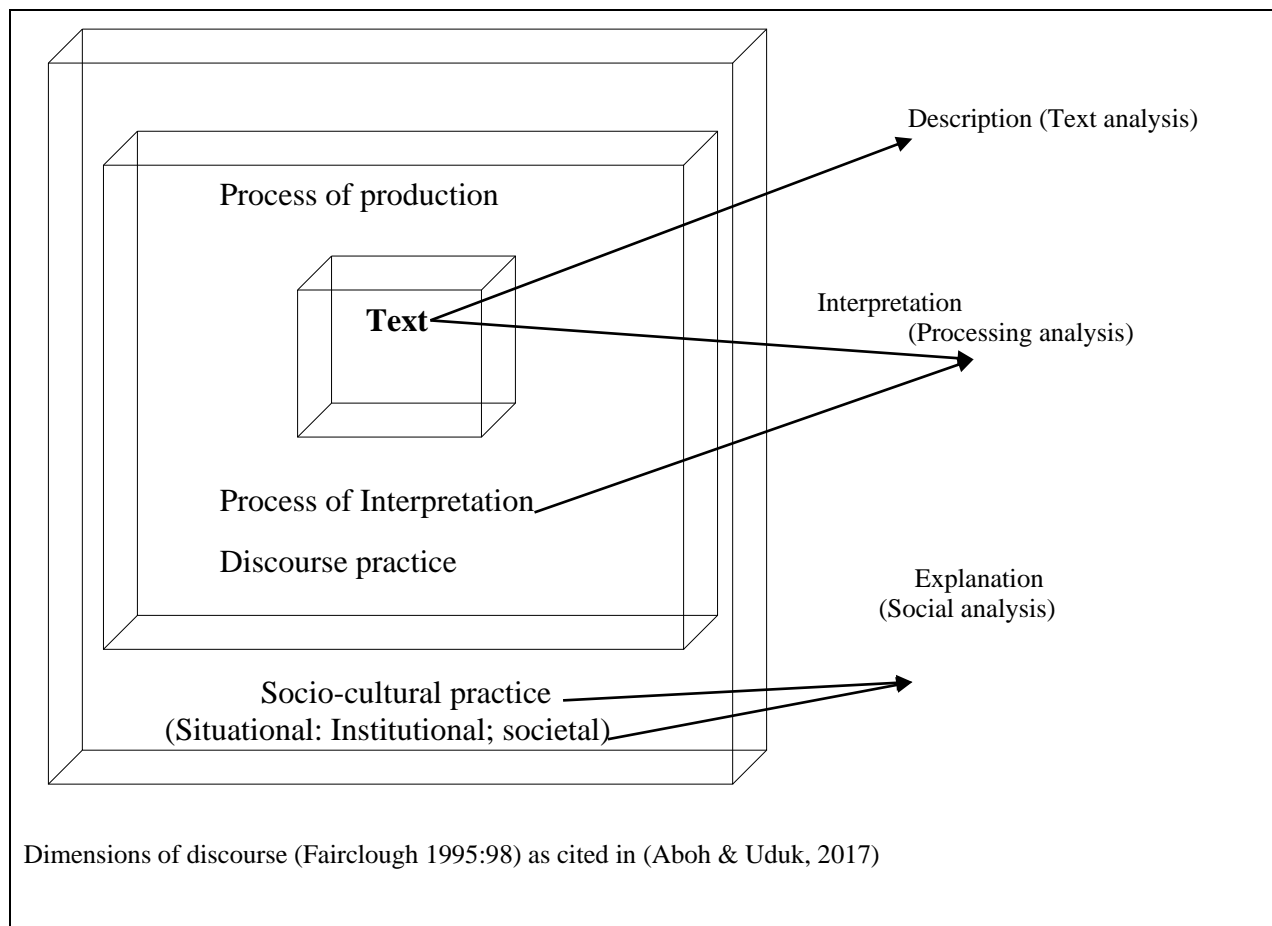 Description (Text analysis)
Process of production
Interpretation
(Processing analysis)
Text
Process of Interpretation
Discourse practice
Explanation
(Social analysis)
Socio-cultural practice
(Situational: Institutional; societal)
Dimensions of discourse (Fairclough 1995:98) as cited in (Aboh & Uduk, 2017)